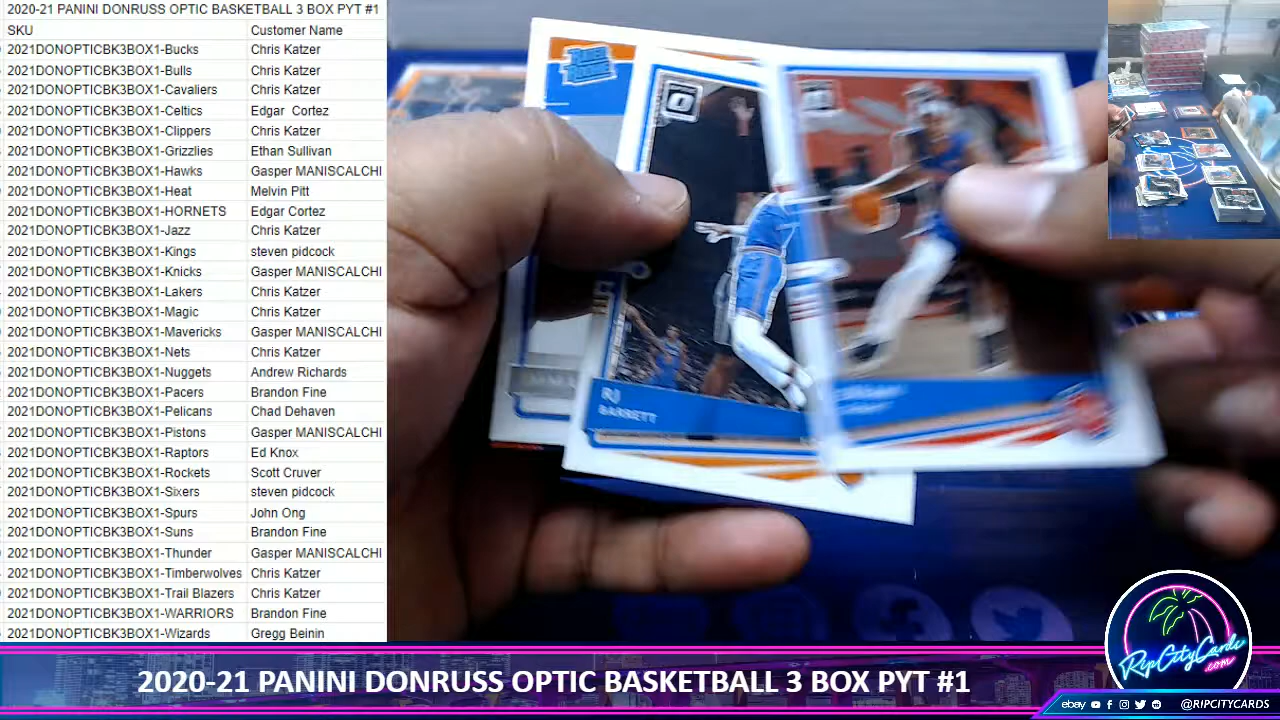 2020-21 PANINI DONRUSS OPTIC BASKETBALL 3 BOX PYT #1
SKU Customer Name
2021DONOPTICBK3BOX1-Bucks Chris Katzer
2021DONOPTICBK3BOX1-Bulls Chris Katzer
2021DONOPTICBK3BOX1-Cavaliers Chris Katzer
2021DONOPTICBK3BOX1-Celtics Edgar Cortez
2021DONOPTICBK3BOX1-Clippers Chris Katzer
2021DONOPTICBK3BOX1-Grizzlies Ethan Sullivan
2021DONOPTICBK3BOX1-Hawks Gasper MANISCALCHI
2021DONOPTICBK3BOX1-Heat Melvin Pitt
2021DONOPTICBK3BOX1-HORNETS Edgar Cortez
2021DONOPTICBK3BOX1-Jazz Chris Katzer
2021DONOPTICBK3BOX1-Kings steven pidcock
2021DONOPTICBK3BOX1-Knicks Gasper MANISCALCHI
2021DONOPTICBK3BOX1-Lakers Chris Katzer
2021DONOPTICBK3BOX1-Magic Chris Katzer
2021DONOPTICBK3BOX1-Mavericks Gasper MANISCALCHI
2021DONOPTICBK3BOX1-Nets Chris Katzer
2021DONOPTICBK3BOX1-Nuggets Andrew Richards
2021DONOPTICBK3BOX1-Pacers Brandon Fine
2021DONOPTICBK3BOX1-Pelicans Chad Dehaven
2021DONOPTICBK3BOX1-Pistons Gasper MANISCALCHI
2021DONOPTICBK3BOX1-Raptors Ed Knox
2021DONOPTICBK3BOX1-Rockets Scott Cruver
2021DONOPTICBK3BOX1-Sixers steven pidcock
2021DONOPTICBK3BOX1-Spurs John Ong
2021DONOPTICBK3BOX1-Suns Brandon Fine
2021DONOPTICBK3BOX1-Thunder Gasper MANISCALCHI
2021DONOPTICBK3BOX1-Timberwolves Chris Katzer
2021DONOPTICBK3BOX1-Trail Blazers Chris Katzer
2021DONOPTICBK3BOX1-WARRIORS Brandon Fine
2021DONOPTICBK3BOX1-Wizards Gregg Beinin
RJ
BARRETT
RipCityCards
.com
2020-21 PANINI DONRUSS OPTIC BASKETBALL 3 BOX PYT #1
ebay @RIPCITYCARDS